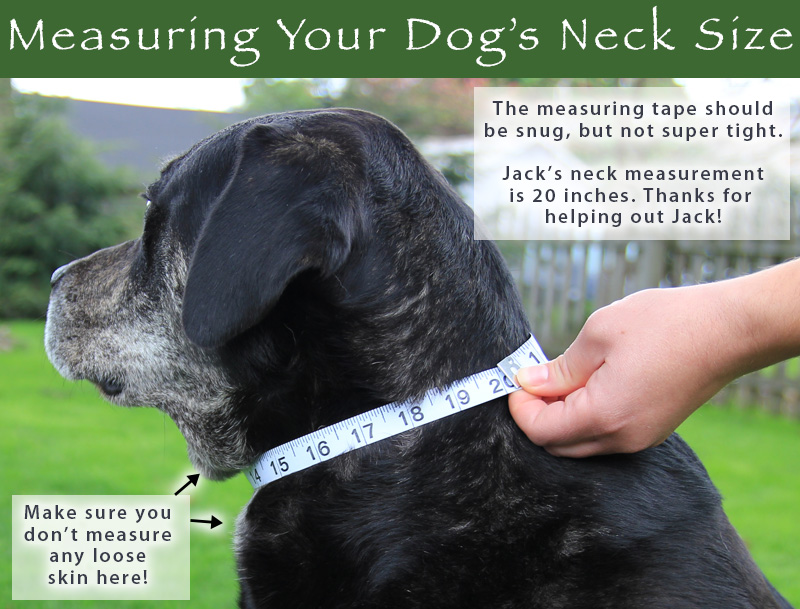 Measuring Your Dog's Neck Size
The measuring tape should
be snug, but not super tight.
Jack's neck measurement
is 20 inches. Thanks for
helping out Jack!
14 15 16 17 18 19 20 1
Make sure you
don't measure
any loose
skin here!